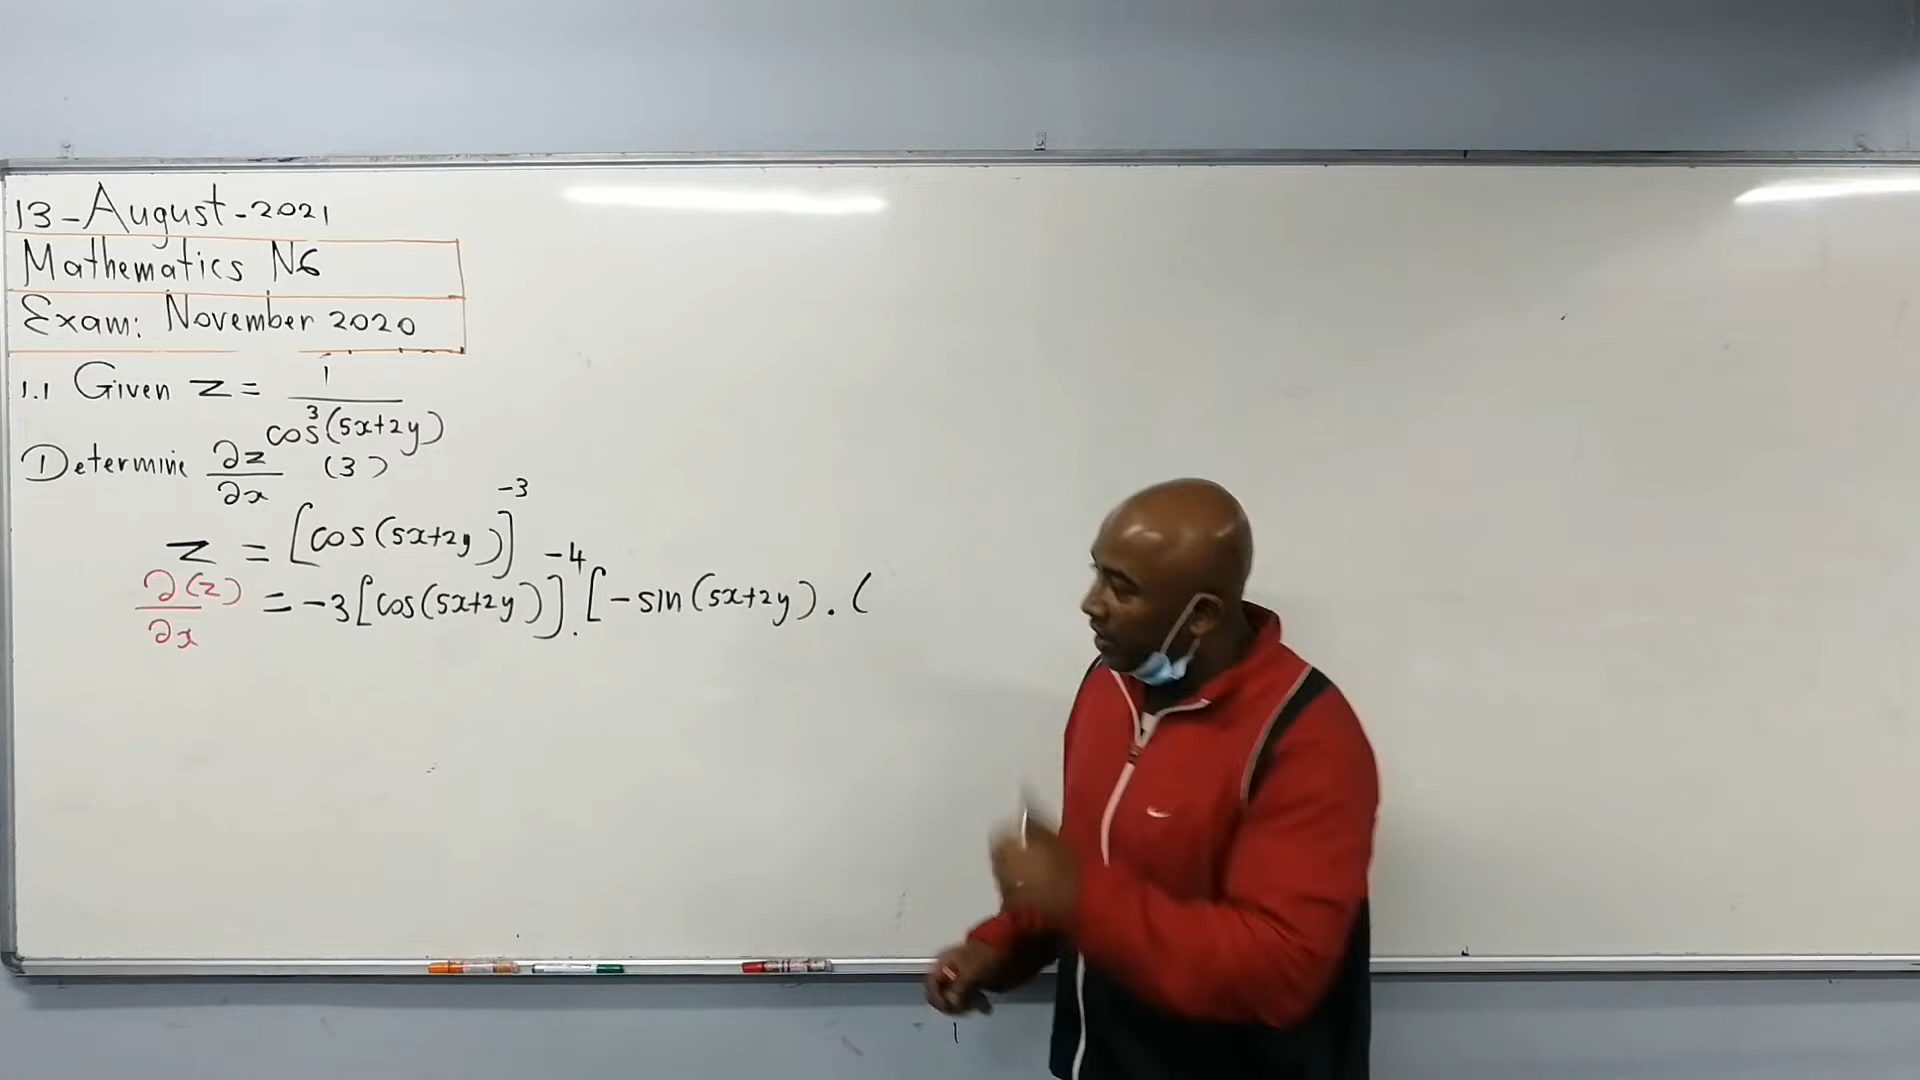 13-August-2021
Mathematics N6
Exam: November 2020
1.1 Given z = 1/cos³(5x+2y)
Determine ∂z/∂x (3)
z = [cos(5x+2y)]⁻³
∂(z)/∂x = -3[cos(5x+2y)]⁻⁴ . [-sin(5x+2y) . (